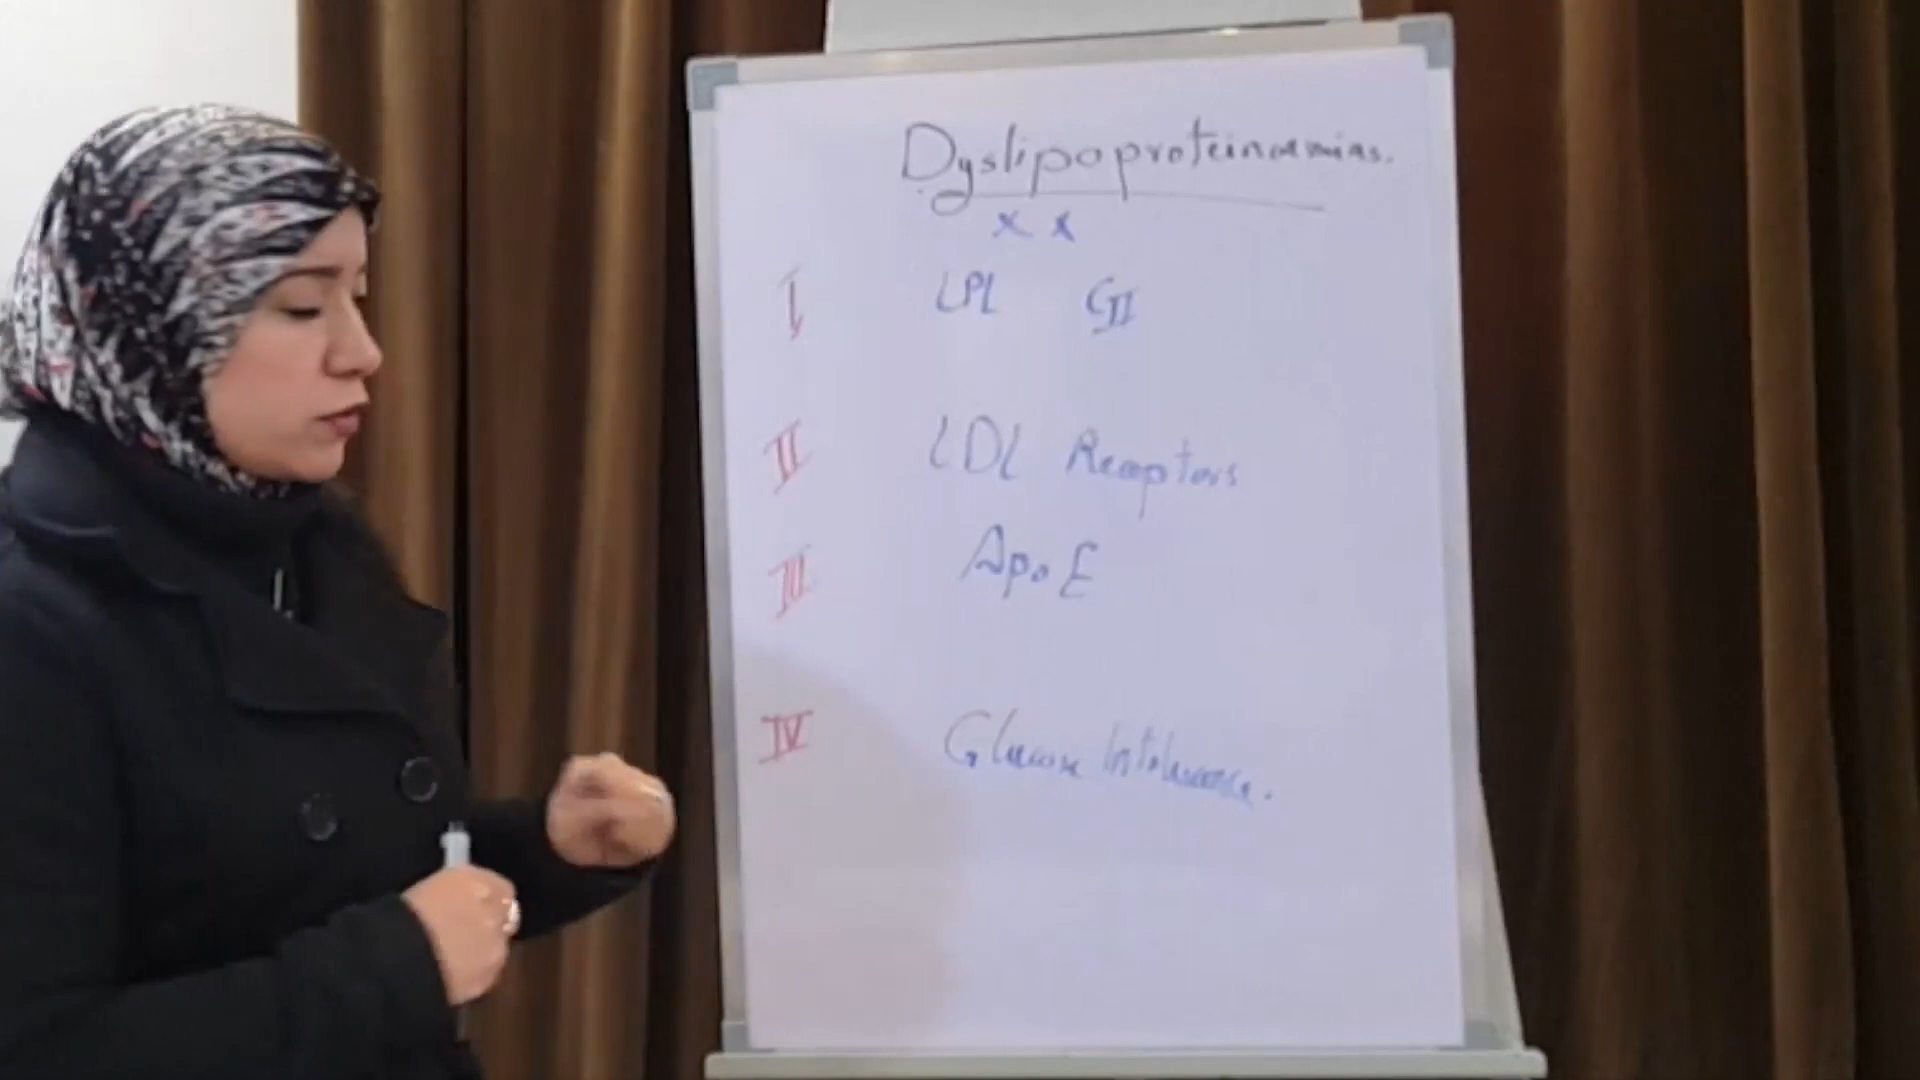 Dyslipoproteinaemias.
x x
I LPL CII
II LDL Receptors
III Apo E
IV Glucose Intolerance.